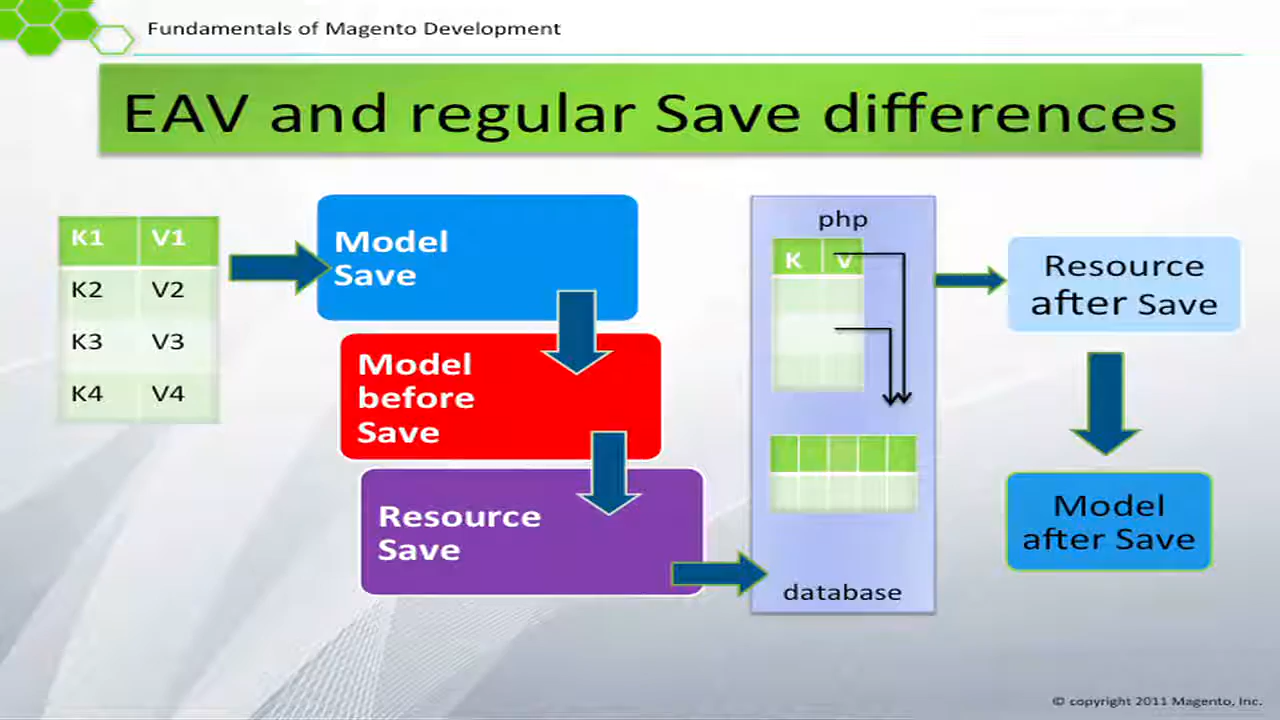 Fundamentals of Magento Development
EAV and regular Save differences
K1 V1
K2 V2
K3 V3
K4 V4
Model
Save
Model
before
Save
Resource
Save
php
K V
database
Resource
after Save
Model
after Save
© copyright 2011 Magento, Inc.